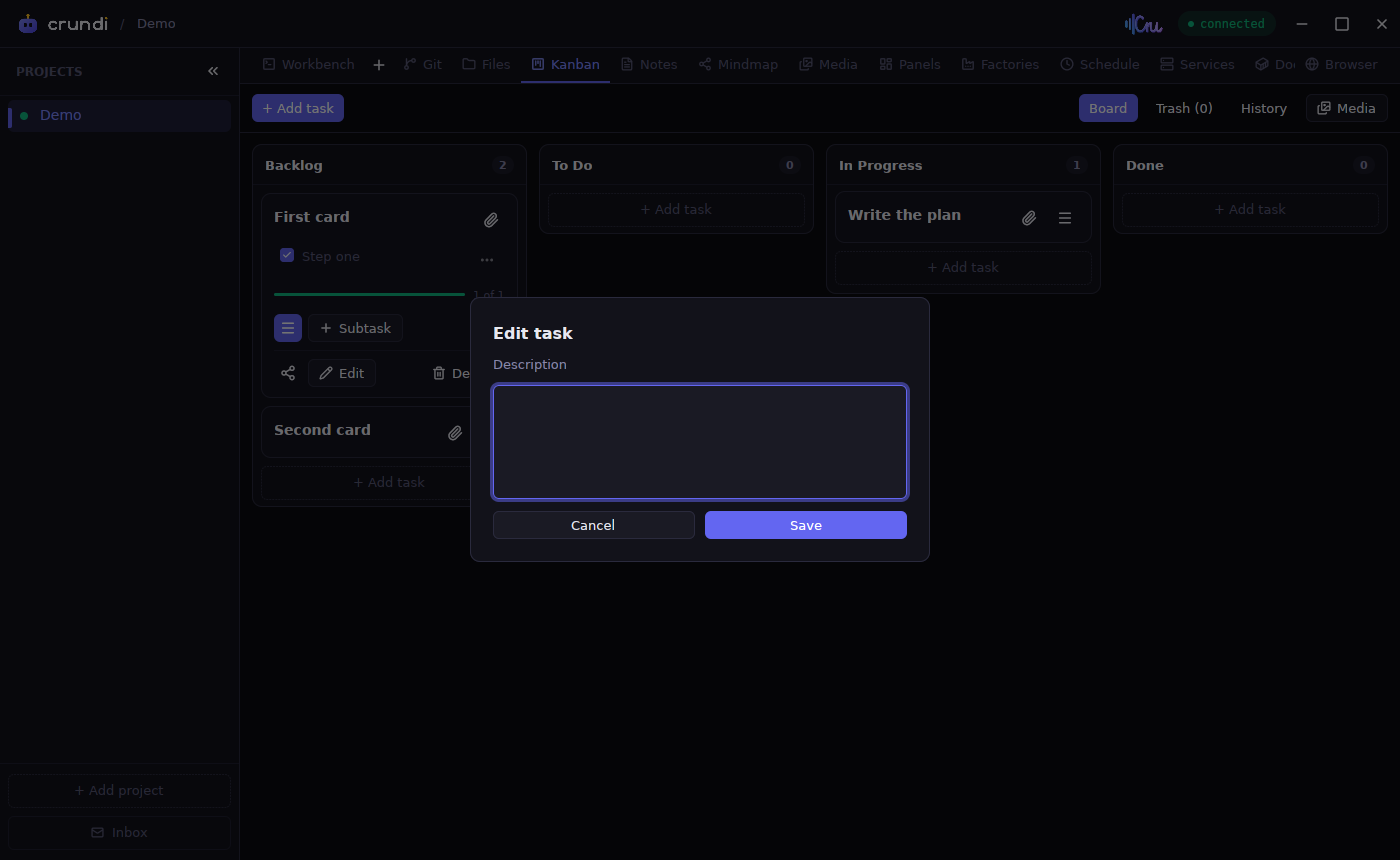 crundi / Demo
Cru
connected
PROJECTS
Demo
Workbench
Git
Files
Kanban
Notes
Mindmap
Media
Panels
Factories
Schedule
Services
Browser
+ Add task
Board
Trash (0)
History
Media
Backlog 2
To Do 0
In Progress 1
Done 0
First card
Step one
1 of 1
+ Subtask
Edit
Second card
+ Add task
+ Add task
Write the plan
+ Add task
+ Add task
Edit task
Description
Cancel
Save
+ Add project
Inbox